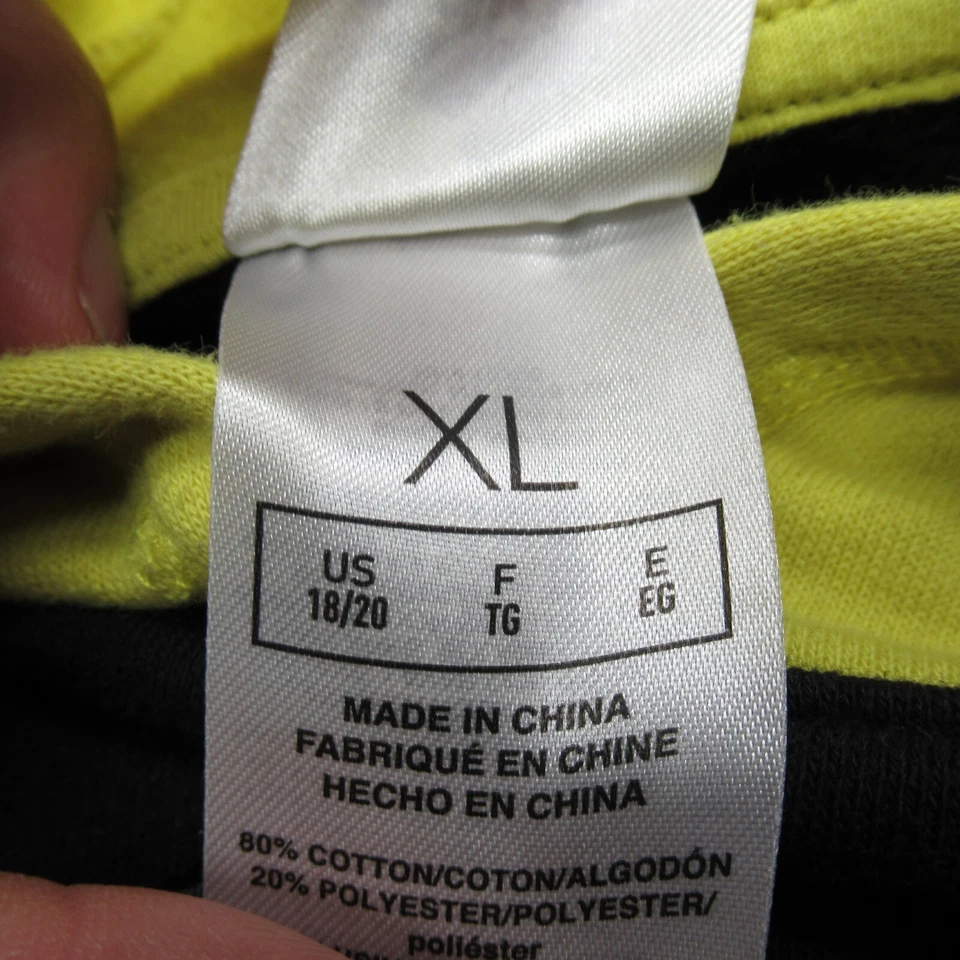 XL
US F E
18/20 TG EG
MADE IN CHINA
FABRIQUÉ EN CHINE
HECHO EN CHINA
80% COTTON/COTON/ALGODÓN
20% POLYESTER/POLYESTER/
poliéster